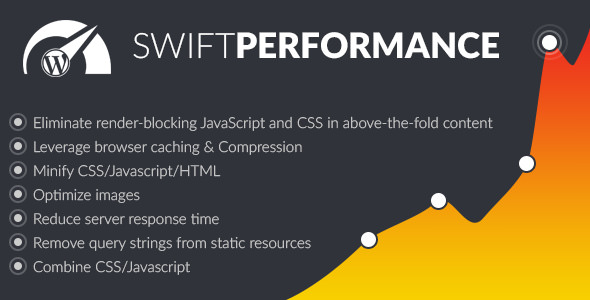 SWIFTPERFORMANCE
Eliminate render-blocking JavaScript and CSS in above-the-fold content
Leverage browser caching & Compression
Minify CSS/Javascript/HTML
Optimize images
Reduce server response time
Remove query strings from static resources
Combine CSS/Javascript